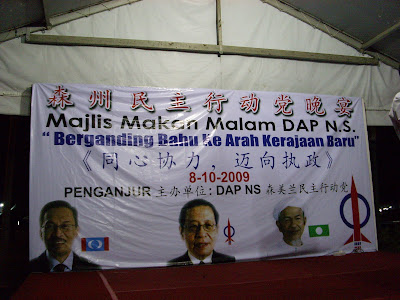 森州民主行动党晚宴
Majlis Makan Malam DAP N.S.
" Berganding Bahu Ke Arah Kerajaan Baru"
《同心协力，迈向执政》
8-10-2009
PENGANJUR 主办单位: DAP NS 森美兰民主行动党